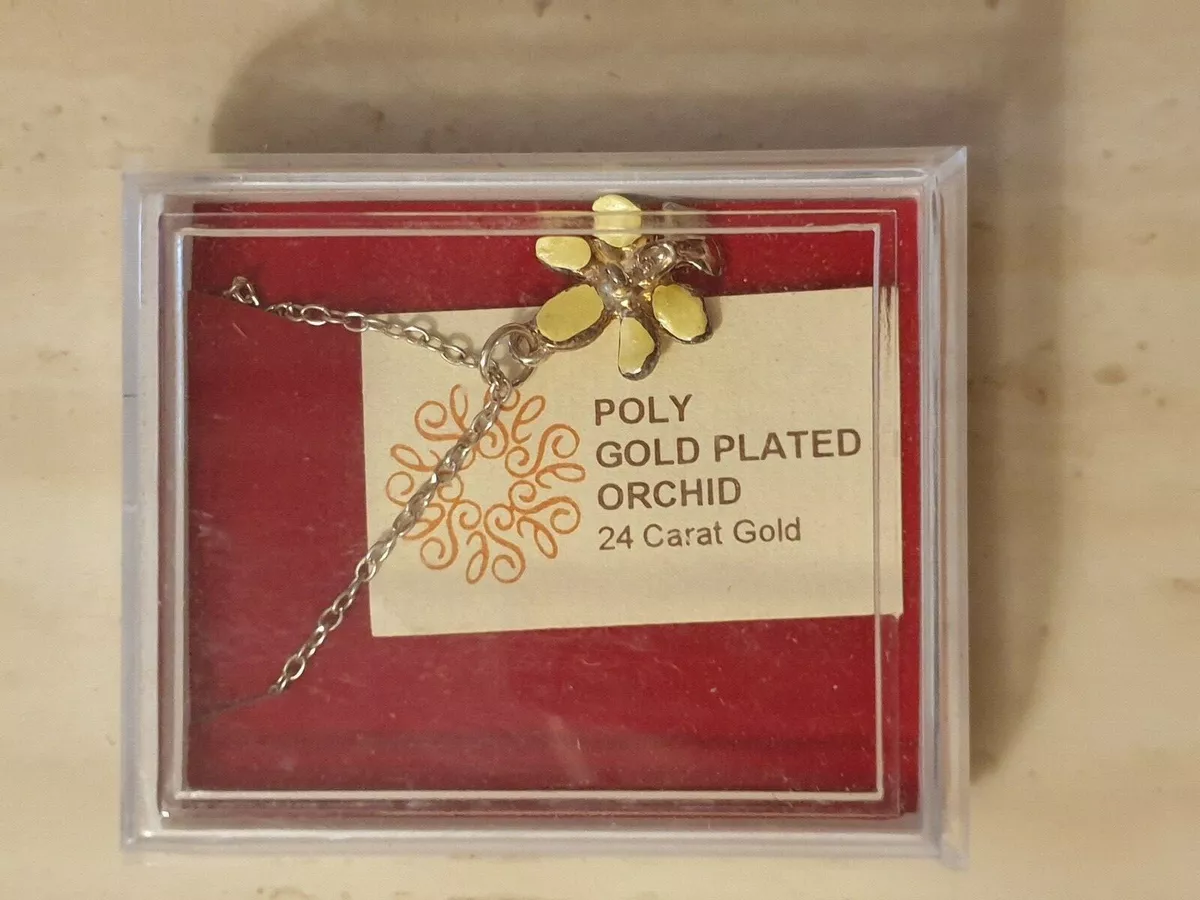 POLY
GOLD PLATED
ORCHID
24 Carat Gold